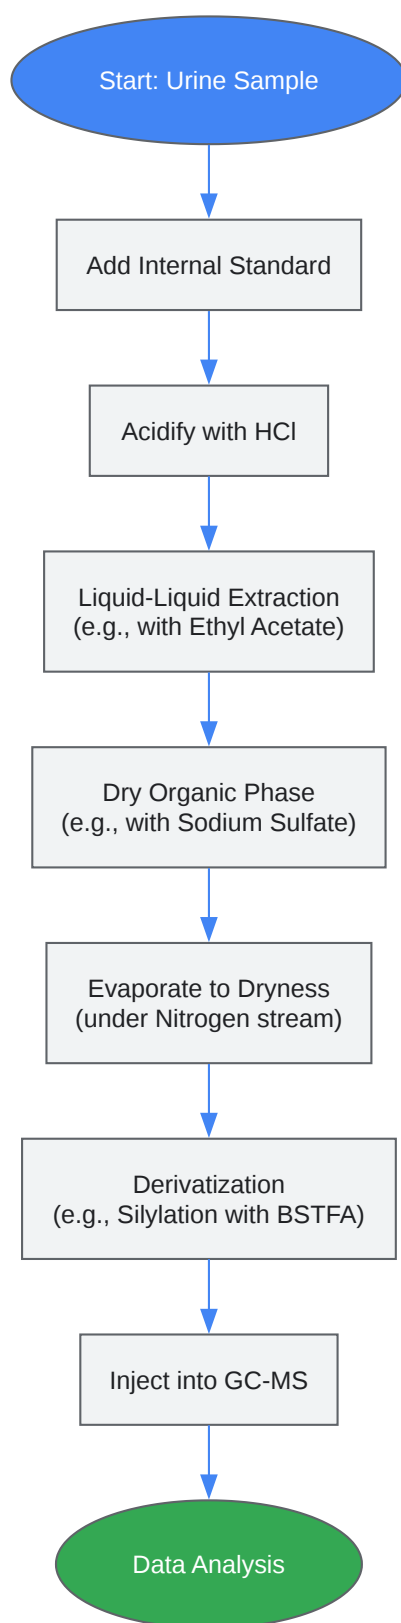 Start: Urine Sample
Add Internal Standard
Acidify with HCl
Liquid-Liquid Extraction
(e.g., with Ethyl Acetate)
Dry Organic Phase
(e.g., with Sodium Sulfate)
Evaporate to Dryness
(under Nitrogen stream)
Derivatization
(e.g., Silylation with BSTFA)
Inject into GC-MS
Data Analysis